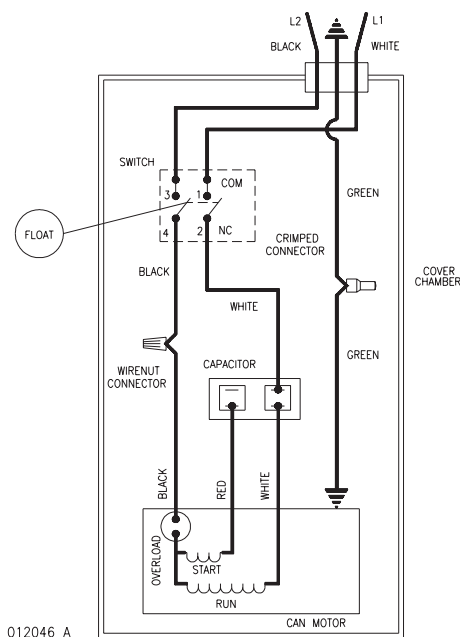 L2
L1
BLACK
WHITE
SWITCH
COM
3
1
GREEN
FLOAT
4
2
NC
CRIMPED
CONNECTOR
BLACK
COVER
CHAMBER
WHITE
GREEN
CAPACITOR
WIRENUT
CONNECTOR
BLACK
RED
WHITE
OVERLOAD
START
RUN
CAN MOTOR
012046 A